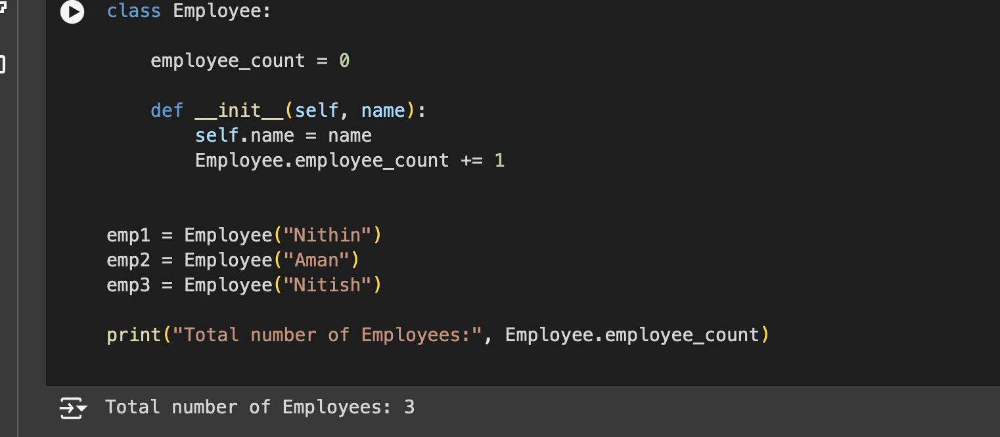 class Employee:
    employee_count = 0
    def __init__(self, name):
        self.name = name
        Employee.employee_count += 1
emp1 = Employee("Nithin")
emp2 = Employee("Aman")
emp3 = Employee("Nitish")
print("Total number of Employees:", Employee.employee_count)
Total number of Employees: 3